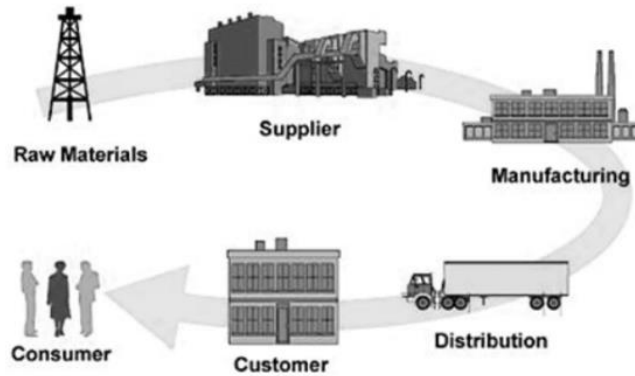 Raw Materials
Supplier
Manufacturing
Distribution
Customer
Consumer